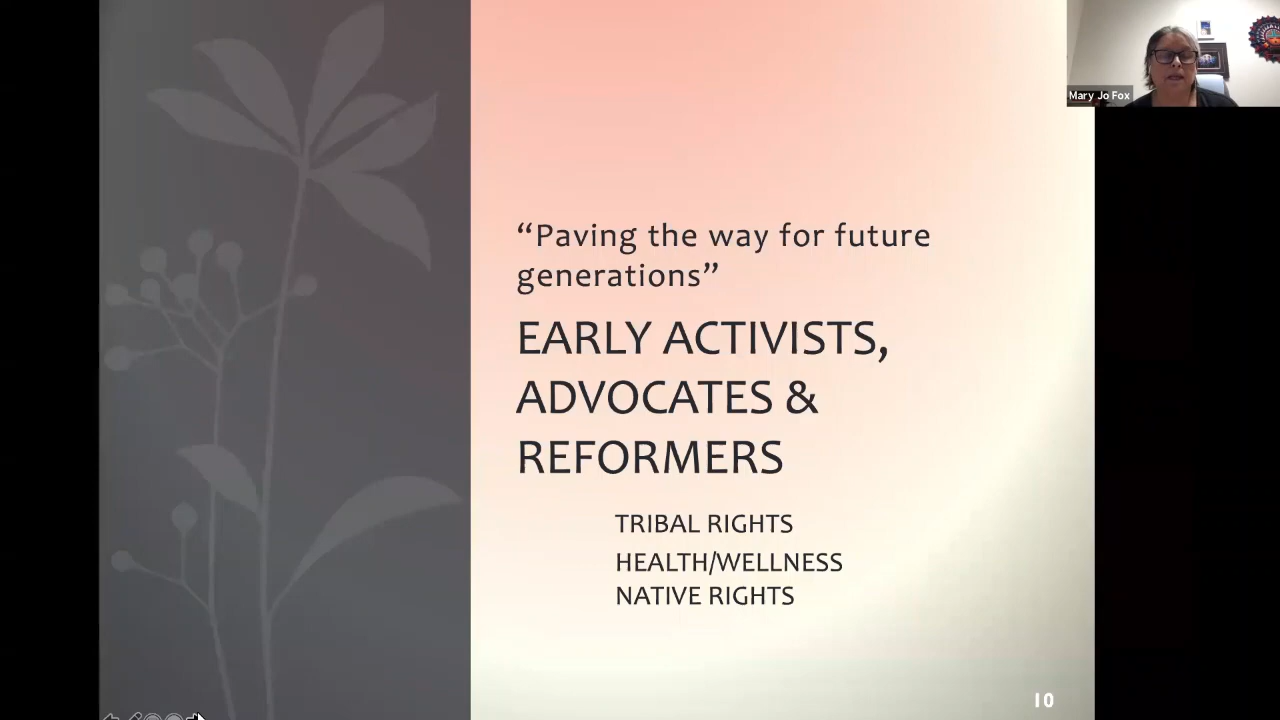 Mary Jo Fox
“Paving the way for future
generations”
EARLY ACTIVISTS,
ADVOCATES &
REFORMERS
TRIBAL RIGHTS
HEALTH/WELLNESS
NATIVE RIGHTS
10